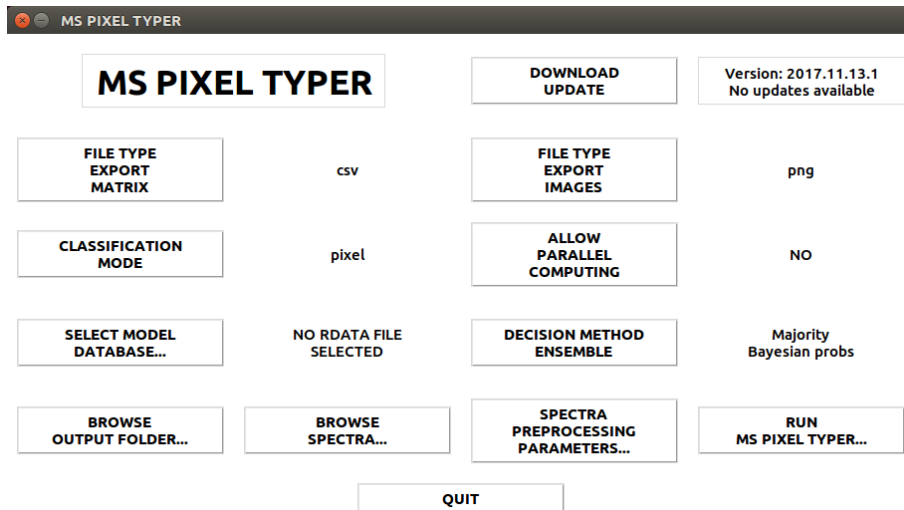 MS PIXEL TYPER
MS PIXEL TYPER
DOWNLOAD
UPDATE
Version: 2017.11.13.1
No updates available
FILE TYPE
EXPORT
MATRIX
csv
FILE TYPE
EXPORT
IMAGES
png
CLASSIFICATION
MODE
pixel
ALLOW
PARALLEL
COMPUTING
NO
SELECT MODEL
DATABASE...
NO RDATA FILE
SELECTED
DECISION METHOD
ENSEMBLE
Majority
Bayesian probs
BROWSE
OUTPUT FOLDER...
BROWSE
SPECTRA...
SPECTRA
PREPROCESSING
PARAMETERS...
RUN
MS PIXEL TYPER...
QUIT